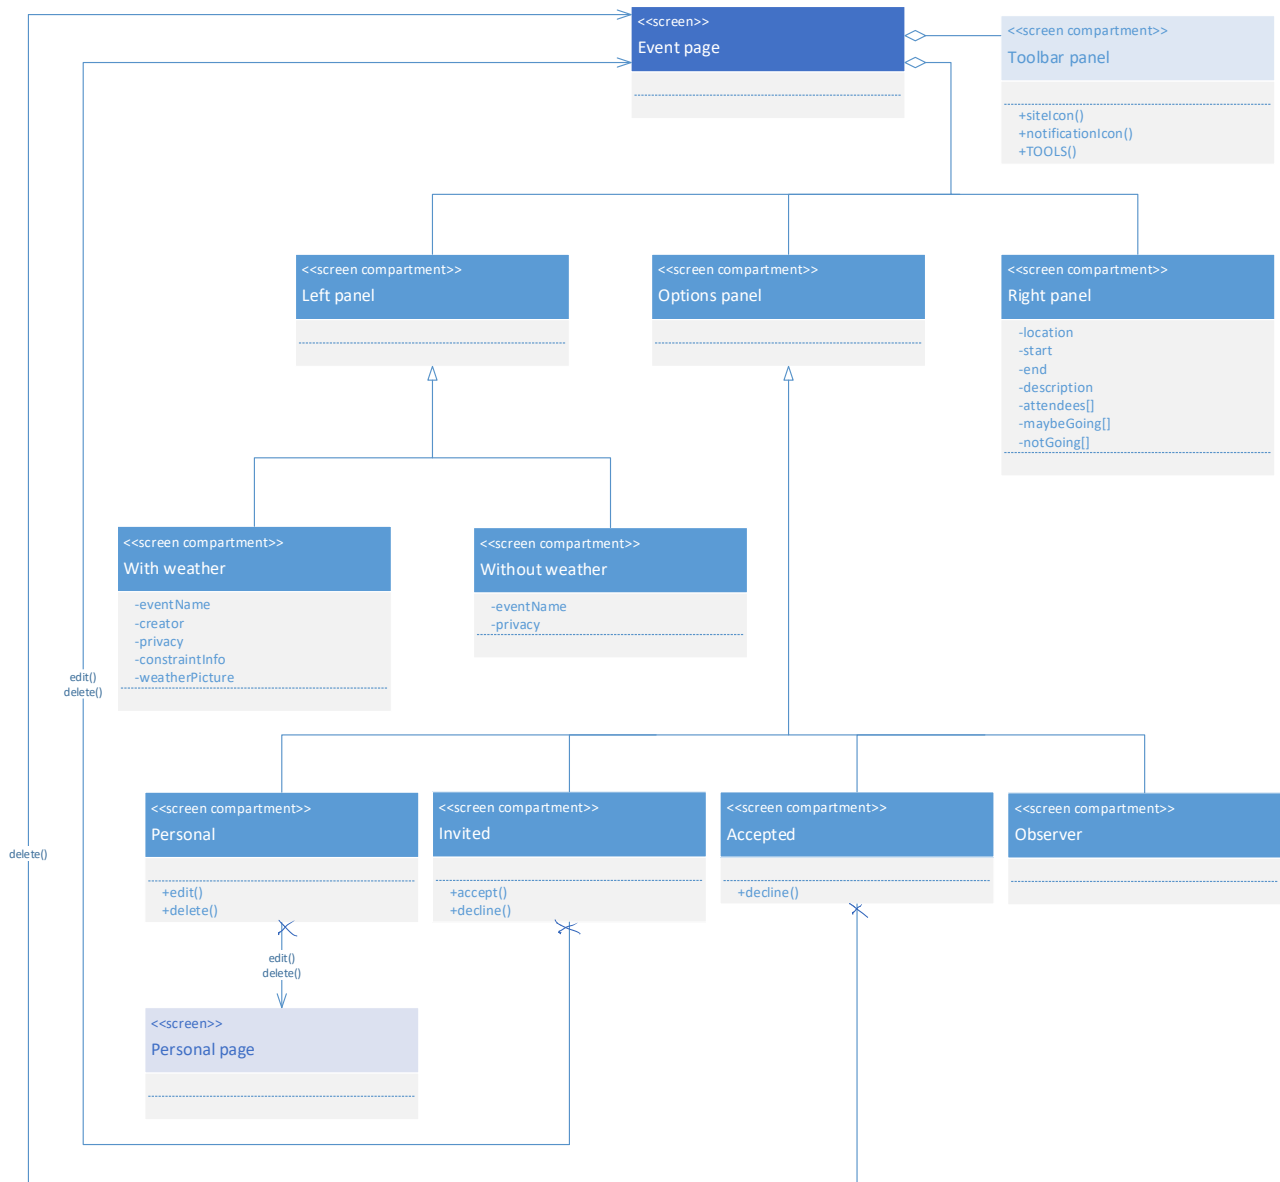 <<screen>>
Event page
<<screen compartment>>
Toolbar panel
+siteIcon()
+notificationIcon()
+TOOLS()
<<screen compartment>>
Left panel
<<screen compartment>>
Options panel
<<screen compartment>>
Right panel
-location
-start
-end
-description
-attendees[]
-maybeGoing[]
-notGoing[]
<<screen compartment>>
With weather
-eventName
-creator
-privacy
-constraintInfo
-weatherPicture
<<screen compartment>>
Without weather
-eventName
-privacy
edit()
delete()
<<screen compartment>>
Personal
+edit()
+delete()
<<screen compartment>>
Invited
+accept()
+decline()
<<screen compartment>>
Accepted
+decline()
<<screen compartment>>
Observer
delete()
edit()
delete()
<<screen>>
Personal page